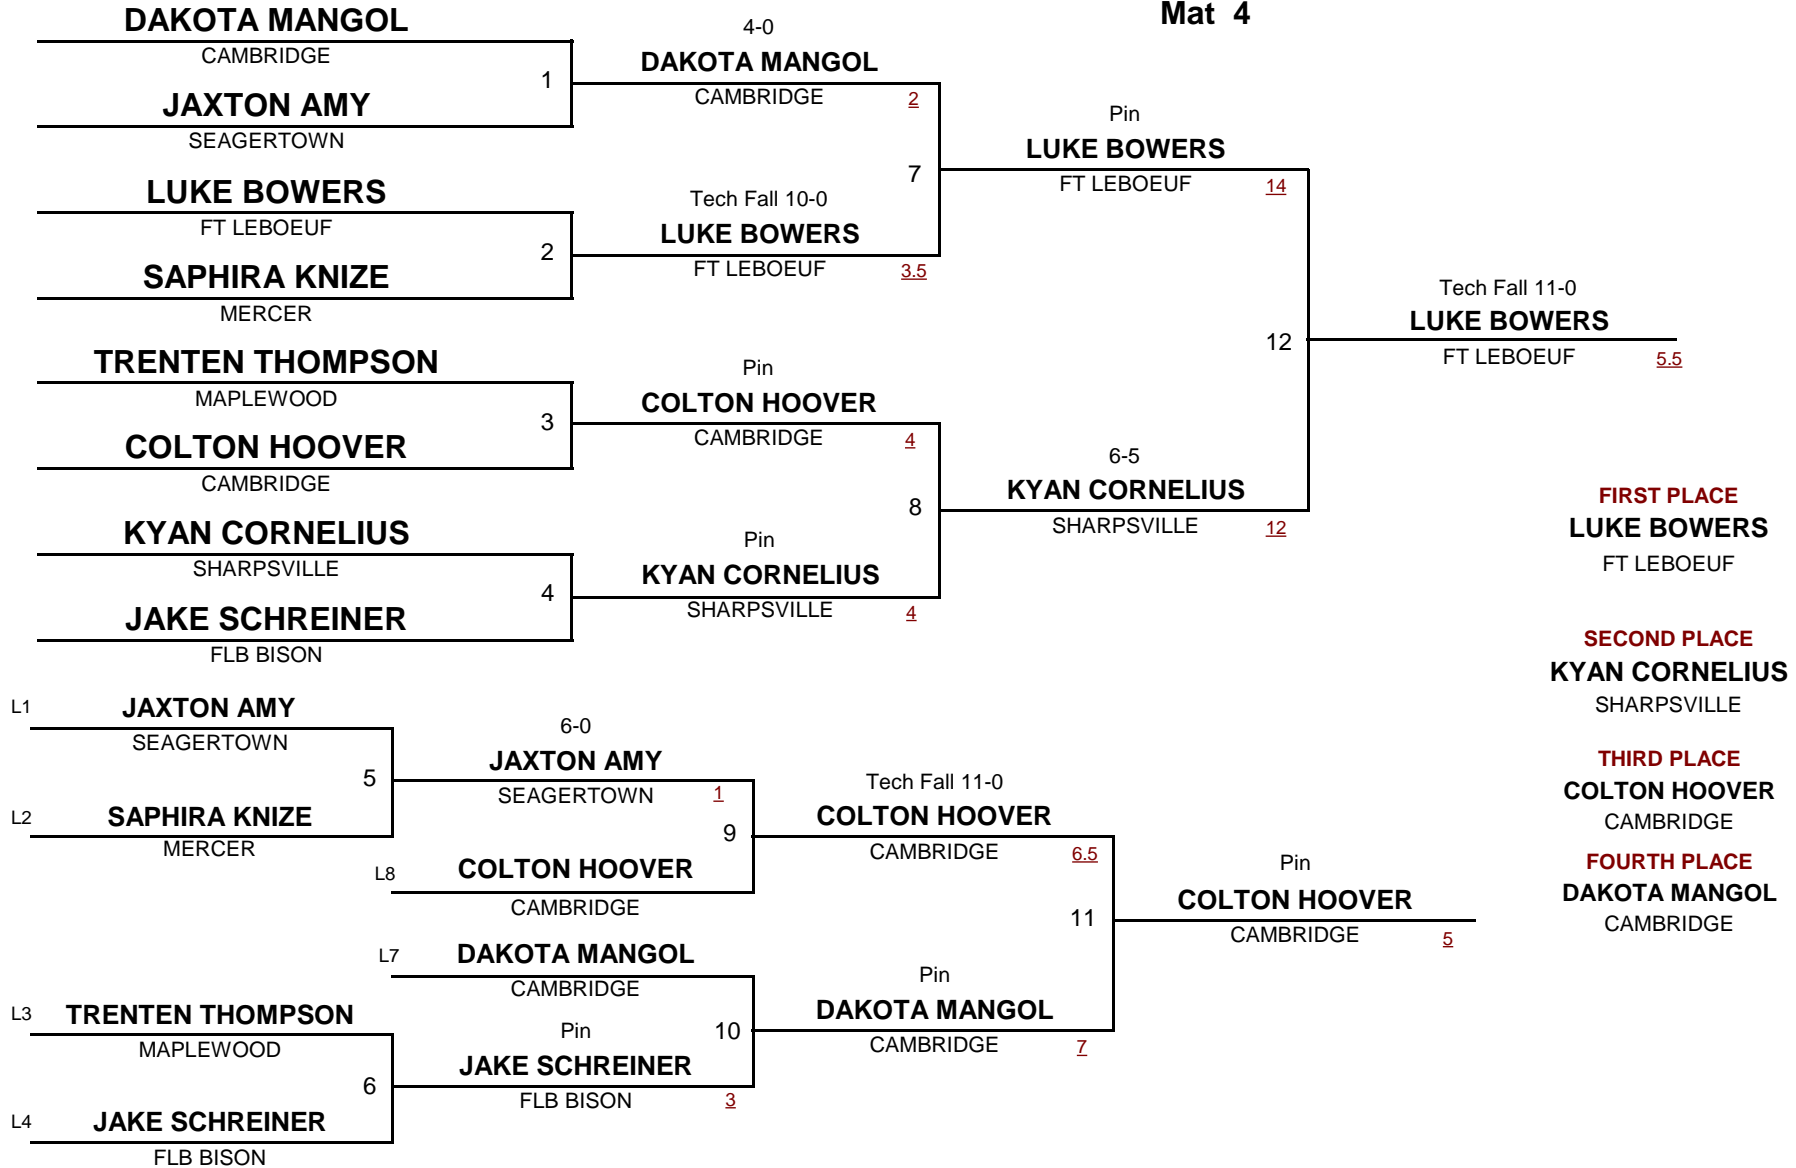 Mat 4
DAKOTA MANGOL
CAMBRIDGE
1
JAXTON AMY
SEAGERTOWN
LUKE BOWERS
FT LEBOEUF
2
SAPHIRA KNIZE
MERCER
TRENTEN THOMPSON
MAPLEWOOD
3
COLTON HOOVER
CAMBRIDGE
KYAN CORNELIUS
SHARPSVILLE
4
JAKE SCHREINER
FLB BISON
4-0
DAKOTA MANGOL
CAMBRIDGE 2
7
Tech Fall 10-0
LUKE BOWERS
FT LEBOEUF 3.5
Pin
COLTON HOOVER
CAMBRIDGE 4
8
Pin
KYAN CORNELIUS
SHARPSVILLE 4
Pin
LUKE BOWERS
FT LEBOEUF 14
12
6-5
KYAN CORNELIUS
SHARPSVILLE 12
Tech Fall 11-0
LUKE BOWERS
FT LEBOEUF 5.5
FIRST PLACE
LUKE BOWERS
FT LEBOEUF
SECOND PLACE
KYAN CORNELIUS
SHARPSVILLE
THIRD PLACE
COLTON HOOVER
CAMBRIDGE
FOURTH PLACE
DAKOTA MANGOL
CAMBRIDGE
L1 JAXTON AMY
SEAGERTOWN
5
L2 SAPHIRA KNIZE
MERCER
L3 TRENTEN THOMPSON
MAPLEWOOD
6
L4 JAKE SCHREINER
FLB BISON
6-0
JAXTON AMY
SEAGERTOWN 1
9
L8 COLTON HOOVER
CAMBRIDGE
L7 DAKOTA MANGOL
CAMBRIDGE
10
Pin
JAKE SCHREINER
FLB BISON 3
Tech Fall 11-0
COLTON HOOVER
CAMBRIDGE 6.5
11
Pin
DAKOTA MANGOL
CAMBRIDGE 7
Pin
COLTON HOOVER
CAMBRIDGE 5